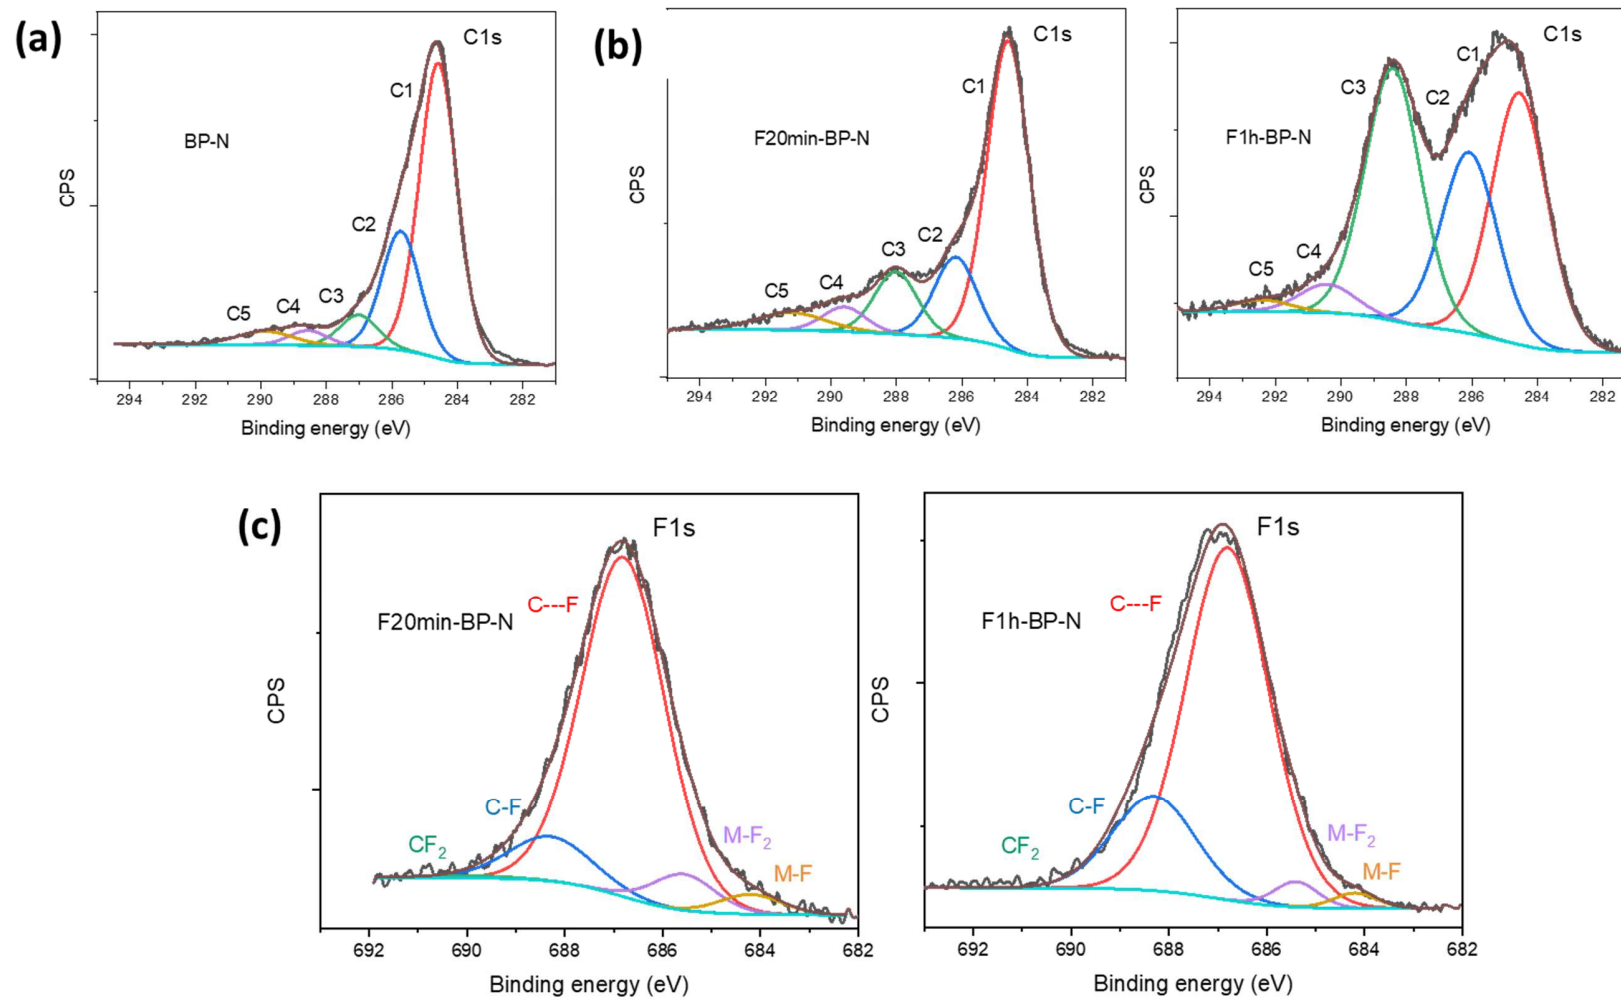 (a)
C1s
C1
BP-N
C2
C3
C4
C5
CPS
294 292 290 288 286 284 282
Binding energy (eV)
(b)
C1s
C1
F20min-BP-N
C2
C3
C4
C5
CPS
294 292 290 288 286 284 282
Binding energy (eV)
C1s
C1
C2
C3
F1h-BP-N
C4
C5
CPS
294 292 290 288 286 284 282
Binding energy (eV)
(c)
F1s
C---F
F20min-BP-N
C-F
CF2
M-F2
M-F
CPS
692 690 688 686 684 682
Binding energy (eV)
F1s
C---F
F1h-BP-N
C-F
CF2
M-F2
M-F
CPS
692 690 688 686 684 682
Binding energy (eV)